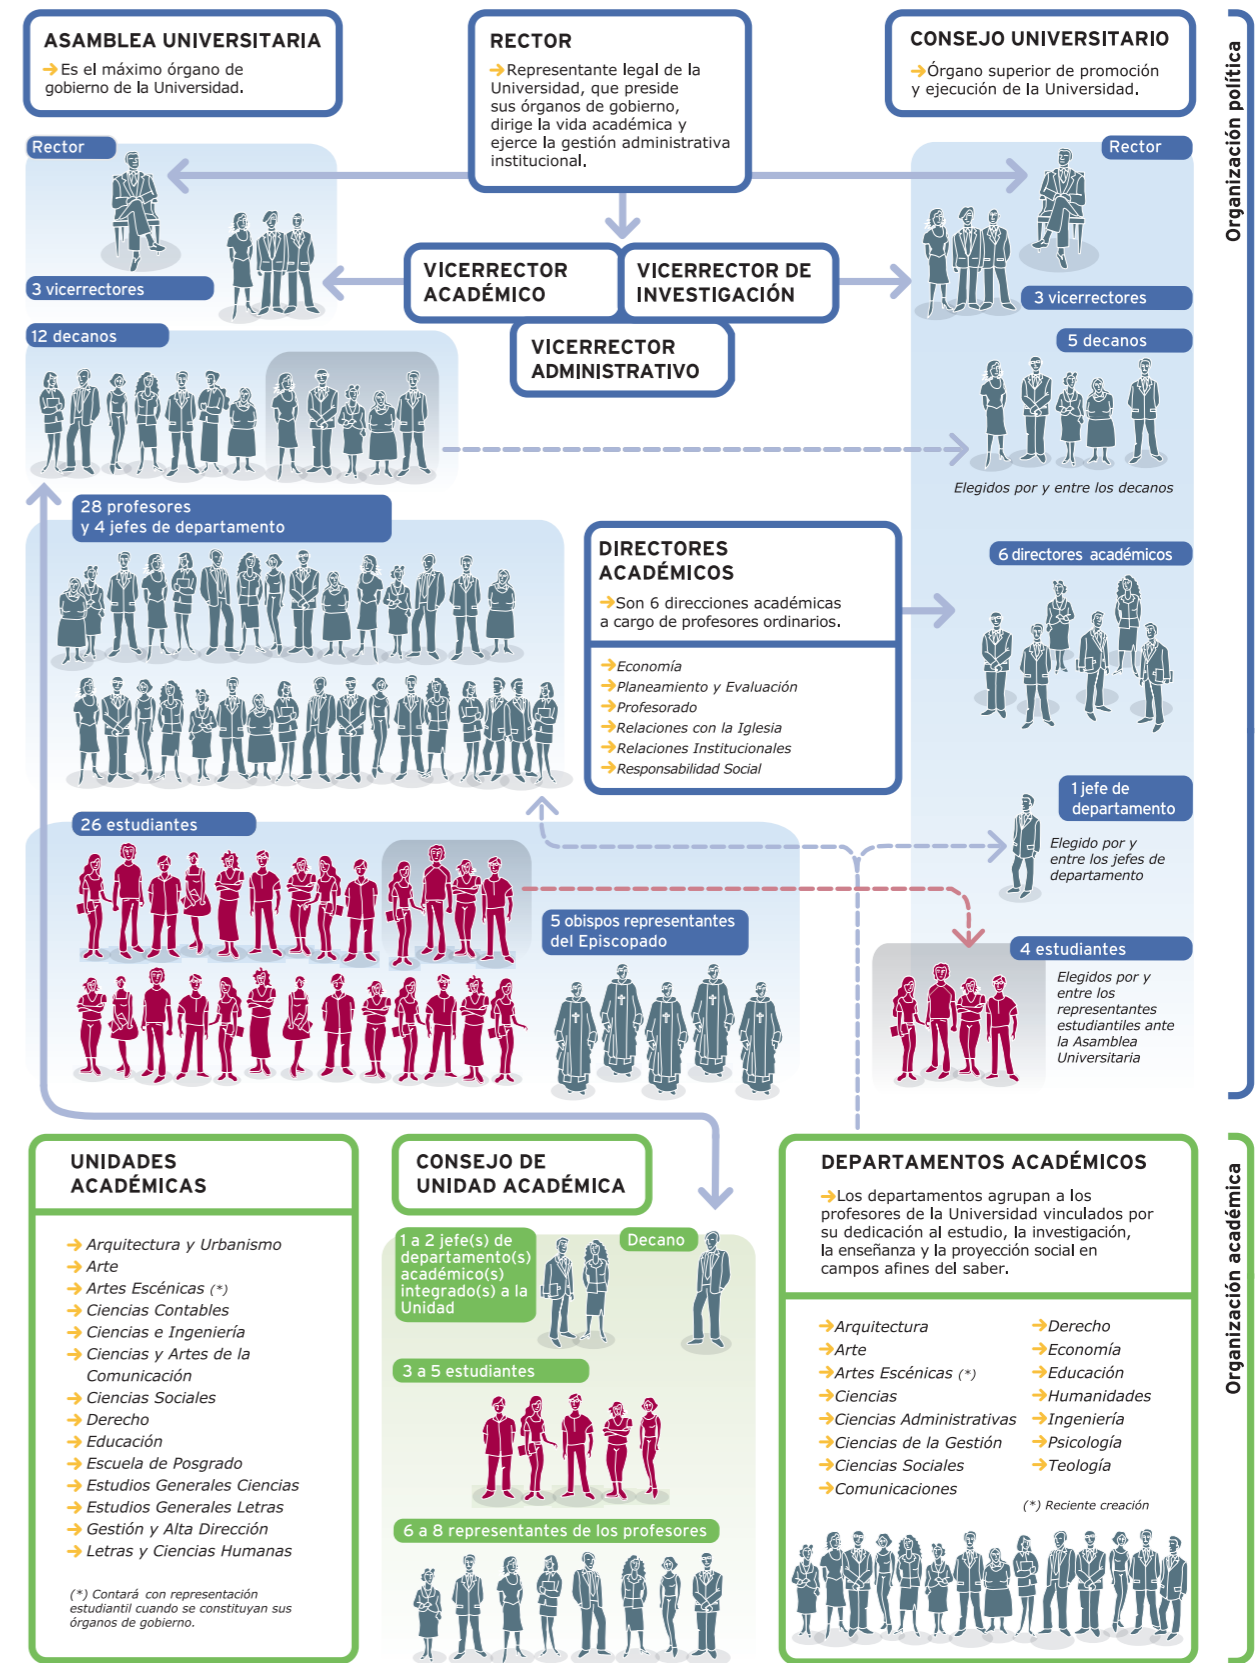 ASAMBLEA UNIVERSITARIA
→Es el máximo órgano de
gobierno de la Universidad.
RECTOR
→Representante legal de la
Universidad, que preside
sus órganos de gobierno,
dirige la vida académica y
ejerce la gestión administrativa
institucional.
CONSEJO UNIVERSITARIO
→Órgano superior de promoción
y ejecución de la Universidad.
Organización política
Rector
3 vicerrectores
VICERRECTOR
ACADÉMICO
VICERRECTOR DE
INVESTIGACIÓN
VICERRECTOR
ADMINISTRATIVO
Rector
3 vicerrectores
12 decanos
5 decanos
Elegidos por y entre los decanos
28 profesores
y 4 jefes de departamento
DIRECTORES
ACADÉMICOS
→Son 6 direcciones académicas
a cargo de profesores ordinarios.
→Economía
→Planeamiento y Evaluación
→Profesorado
→Relaciones con la Iglesia
→Relaciones Institucionales
→Responsabilidad Social
6 directores académicos
1 jefe de
departamento
Elegido por y
entre los jefes de
departamento
26 estudiantes
5 obispos representantes
del Episcopado
4 estudiantes
Elegidos por y
entre los
representantes
estudiantiles ante
la Asamblea
Universitaria
UNIDADES
ACADÉMICAS
→ Arquitectura y Urbanismo
→ Arte
→ Artes Escénicas (*)
→ Ciencias Contables
→ Ciencias e Ingeniería
→ Ciencias y Artes de la
Comunicación
→ Ciencias Sociales
→ Derecho
→ Educación
→ Escuela de Posgrado
→ Estudios Generales Ciencias
→ Estudios Generales Letras
→ Gestión y Alta Dirección
→ Letras y Ciencias Humanas
(*) Contará con representación
estudiantil cuando se constituyan sus
órganos de gobierno.
CONSEJO DE
UNIDAD ACADÉMICA
1 a 2 jefe(s) de
departamento(s)
académico(s)
integrado(s) a la
Unidad
Decano
3 a 5 estudiantes
6 a 8 representantes de los profesores
DEPARTAMENTOS ACADÉMICOS
→Los departamentos agrupan a los
profesores de la Universidad vinculados por
su dedicación al estudio, la investigación,
la enseñanza y la proyección social en
campos afines del saber.
→Arquitectura
→Arte
→Artes Escénicas (*)
→Ciencias
→Ciencias Administrativas
→Ciencias de la Gestión
→Ciencias Sociales
→Comunicaciones
→Derecho
→Economía
→Educación
→Humanidades
→Ingeniería
→Psicología
→Teología
(*) Reciente creación
Organización académica